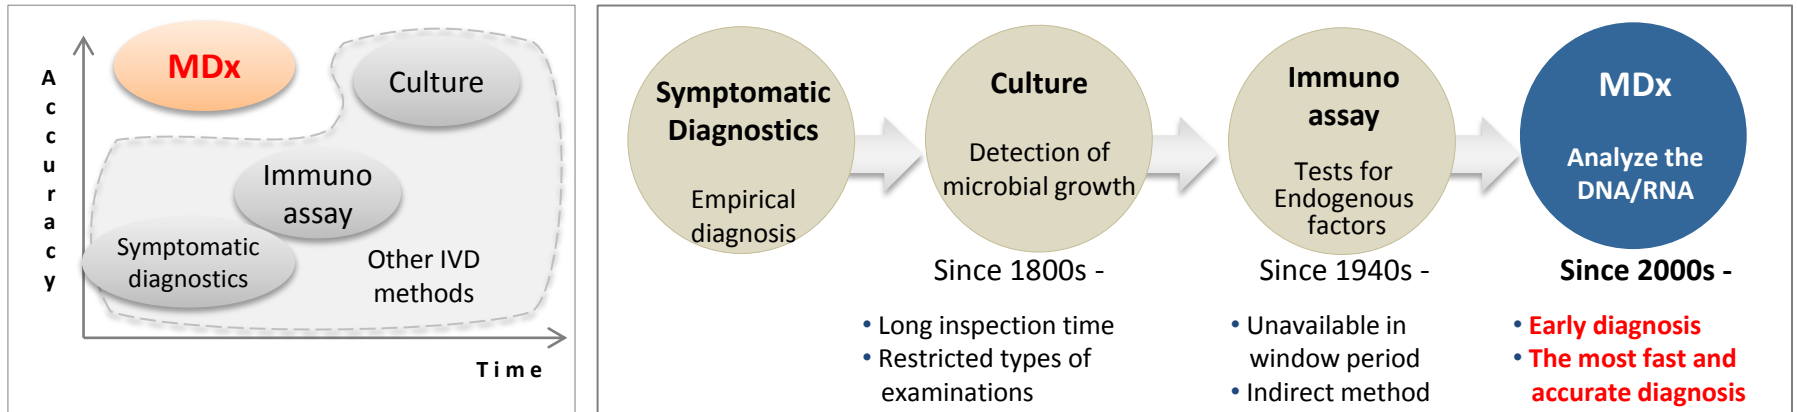 Accuracy
MDx
Culture
Immuno
assay
Symptomatic
diagnostics
Other IVD
methods
Time
Symptomatic
Diagnostics
Empirical
diagnosis
Culture
Detection of
microbial growth
Since 1800s -
• Long inspection time
• Restricted types of
examinations
Immuno
assay
Tests for
Endogenous
factors
Since 1940s -
• Unavailable in
window period
• Indirect method
MDx
Analyze the
DNA/RNA
Since 2000s -
• Early diagnosis
• The most fast and
accurate diagnosis